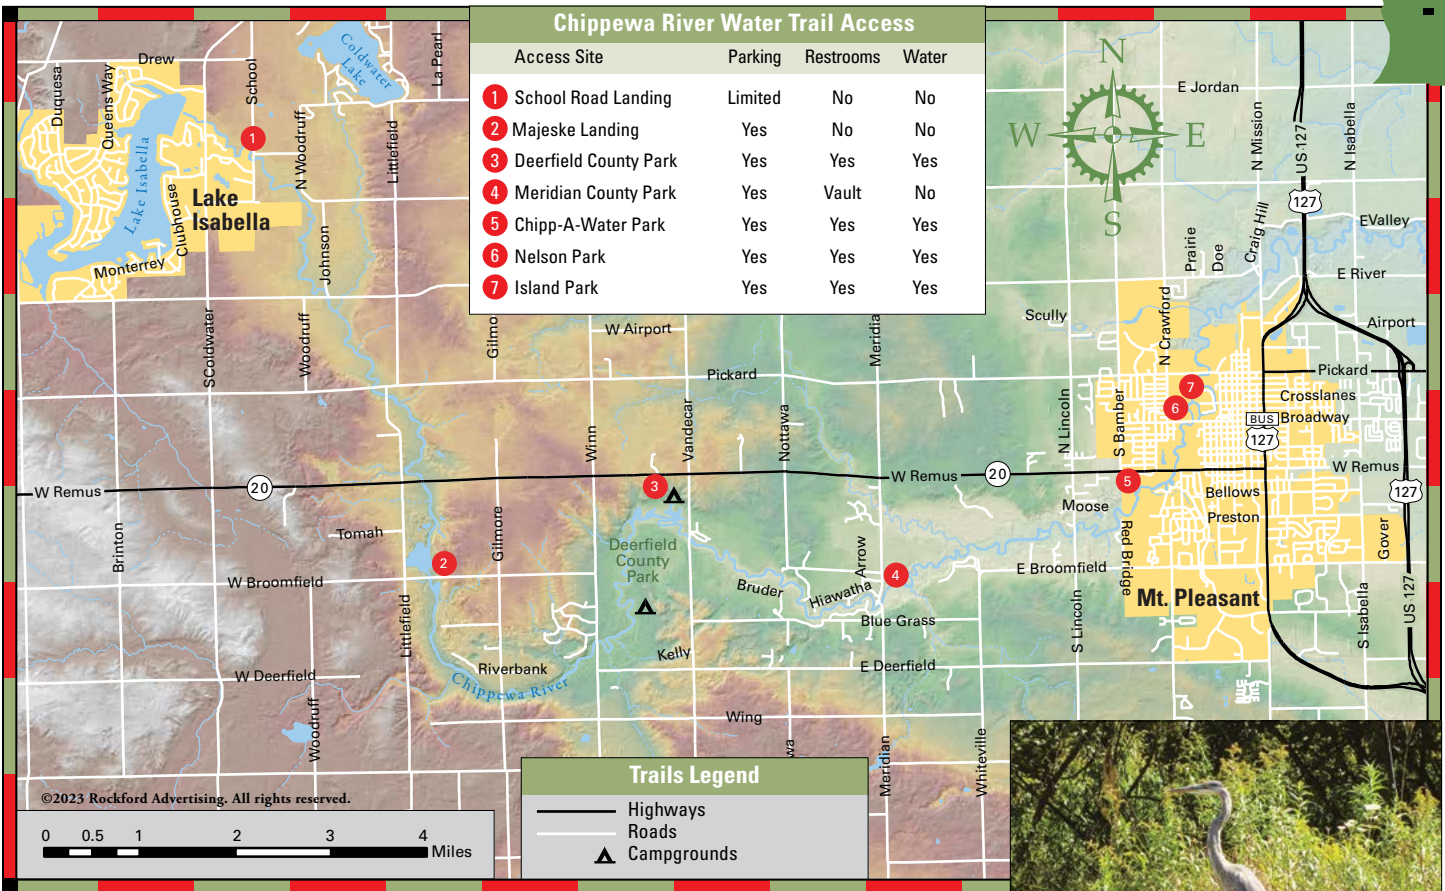 Chippewa River Water Trail Access
Access Site Parking Restrooms Water
1 School Road Landing Limited No No
2 Majeske Landing Yes No No
3 Deerfield County Park Yes Yes Yes
4 Meridian County Park Yes Vault No
5 Chipp-A-Water Park Yes Yes Yes
6 Nelson Park Yes Yes Yes
7 Island Park Yes Yes Yes
Drew
Duquesa
Queens Way
School
Coldwater
Lake
La Pearl
N Woodruff
Littlefield
1
Lake Isabella
Lake
Isabella
Clubhouse
Monterrey
Johnson
N
W E
S
E Jordan
N Mission
US 127
N Isabella
127
EValley
Craig Hill
Prairie
Doe
E River
Scully
N Crawford
Airport
SColdwater
Woodruff
Gilmo
W Airport
Meridia
Pickard
Pickard
7
6
Crosslanes
BUS Broadway
127
N Lincoln
S Bamber
Winn
Vandecar
Nottawa
W Remus
20
3
W Remus
20
5
W Remus
127
Moose
Bellows
Preston
Brinton
Tomah
Gilmore
Deerfield
County
Park
Arrow
Red Bridge
Gover
W Broomfield
2
4
E Broomfield
Bruder
Hiawatha
Mt. Pleasant
US 127
Blue Grass
Littlefield
S Lincoln
S Isabella
Kelly
W Deerfield
Riverbank
E Deerfield
Chippewa River
Woodruff
Wing
wa
Meridian
Whiteville
©2023 Rockford Advertising. All rights reserved.
0 0.5 1 2 3 4
Miles
Trails Legend
Highways
Roads
Campgrounds